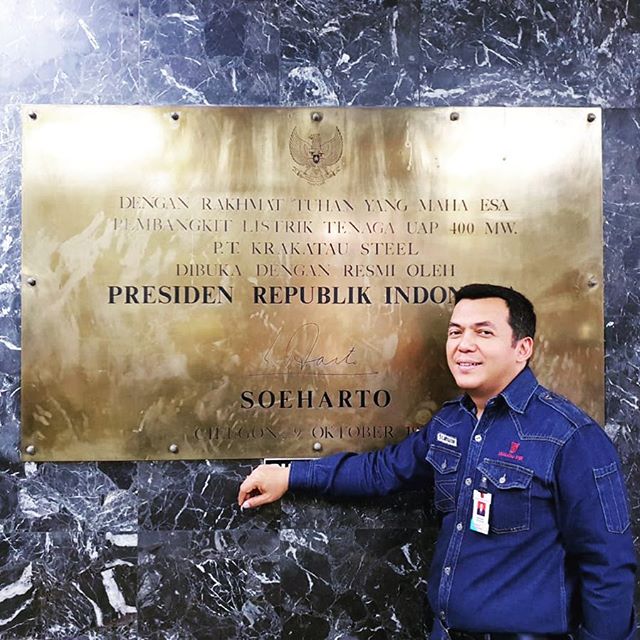 DENGAN RAKHMAT TUHAN YANG MAHA ESA
PEMBANGKIT LISTRIK TENAGA UAP 400 MW.
P.T. KRAKATAU STEEL
DIBUKA DENGAN RESMI OLEH
PRESIDEN REPUBLIK
SOEHARTO
CILEGON, 9 OKTOBER